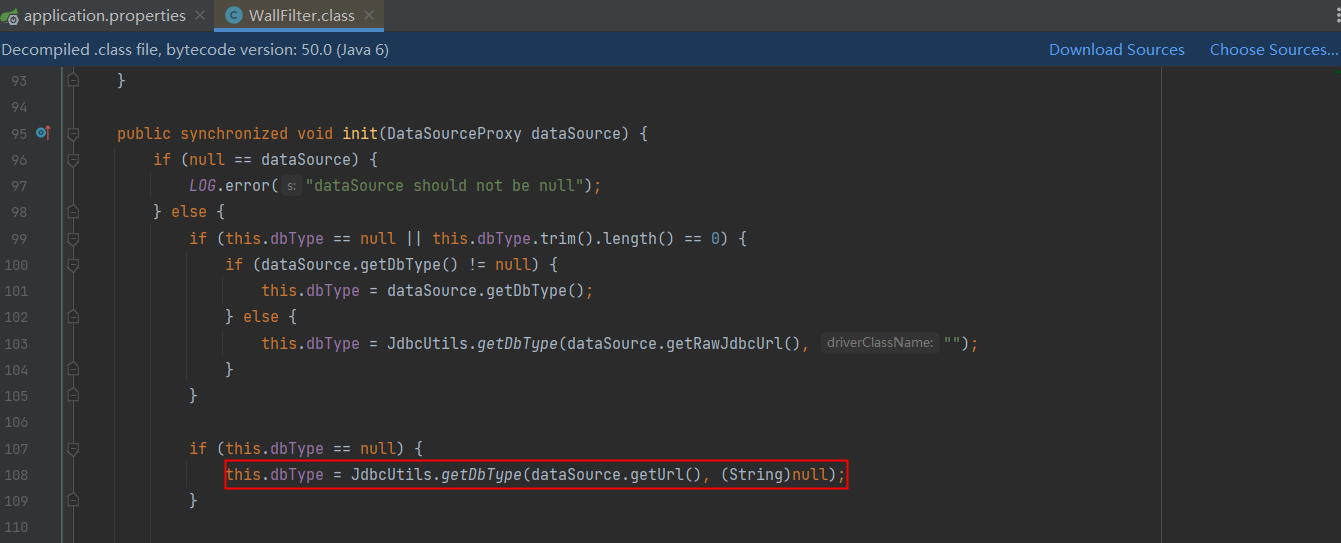 application.properties × WallFilter.class ×
Decompiled .class file, bytecode version: 50.0 (Java 6) Download Sources Choose Sources...
93 }
94
95 public synchronized void init(DataSourceProxy dataSource) {
96 if (null == dataSource) {
97 LOG.error( s: "dataSource should not be null");
98 } else {
99 if (this.dbType == null || this.dbType.trim().length() == 0) {
100 if (dataSource.getDbType() != null) {
101 this.dbType = dataSource.getDbType();
102 } else {
103 this.dbType = JdbcUtils.getDbType(dataSource.getRawJdbcUrl(), driverClassName: "");
104 }
105 }
106
107 if (this.dbType == null) {
108 this.dbType = JdbcUtils.getDbType(dataSource.getUrl(), (String)null);
109 }
110